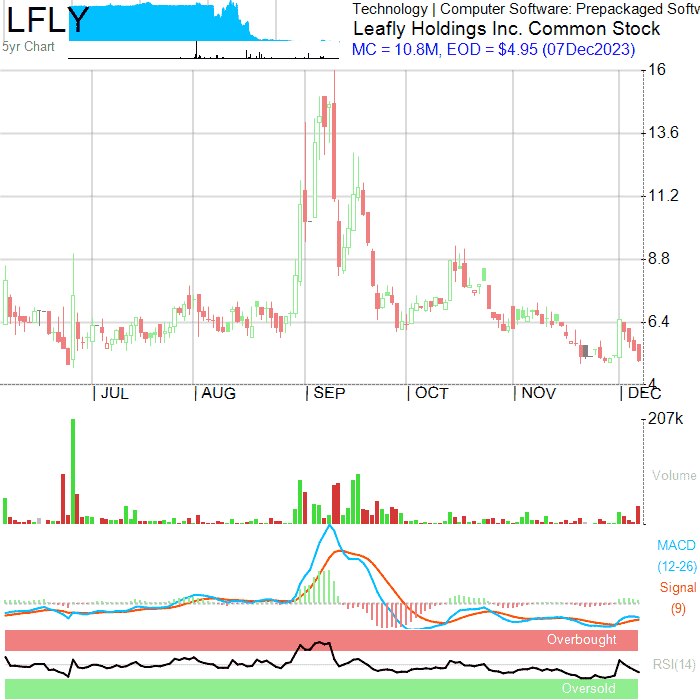 LFLY
5yr Chart
Technology | Computer Software: Prepackaged Softw
Leafly Holdings Inc. Common Stock
MC = 10.8M, EOD = $4.95 (07Dec2023)
16
13.6
11.2
8.8
6.4
4
| JUL | AUG | SEP | OCT | NOV | DEC
207k
Volume
MACD
(12-26)
Signal
(9)
Overbought
RSI(14)
Oversold